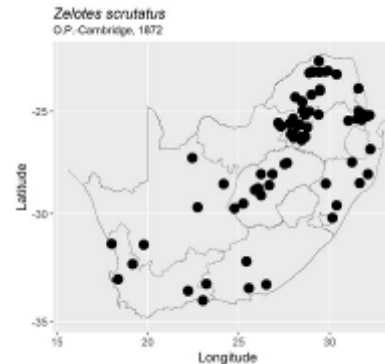 Zelotes scrutatus
O.P.-Cambridge, 1872
Latitude
-25
-30
-35
15
20
25
30
Longitude